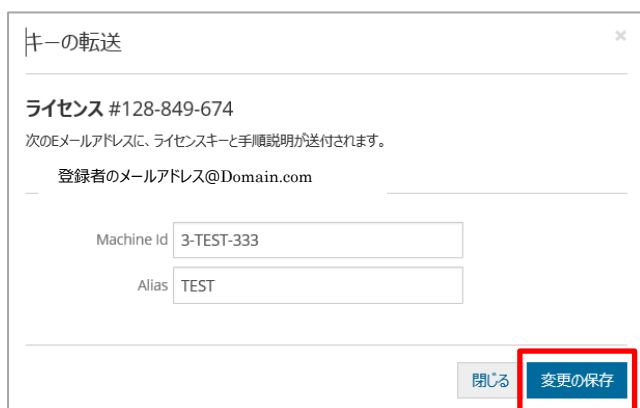 キーの転送
×
ライセンス #128-849-674
次のEメールアドレスに、ライセンスキーと手順説明が送付されます。
登録者のメールアドレス@Domain.com
Machine Id 3-TEST-333
Alias TEST
閉じる 変更の保存